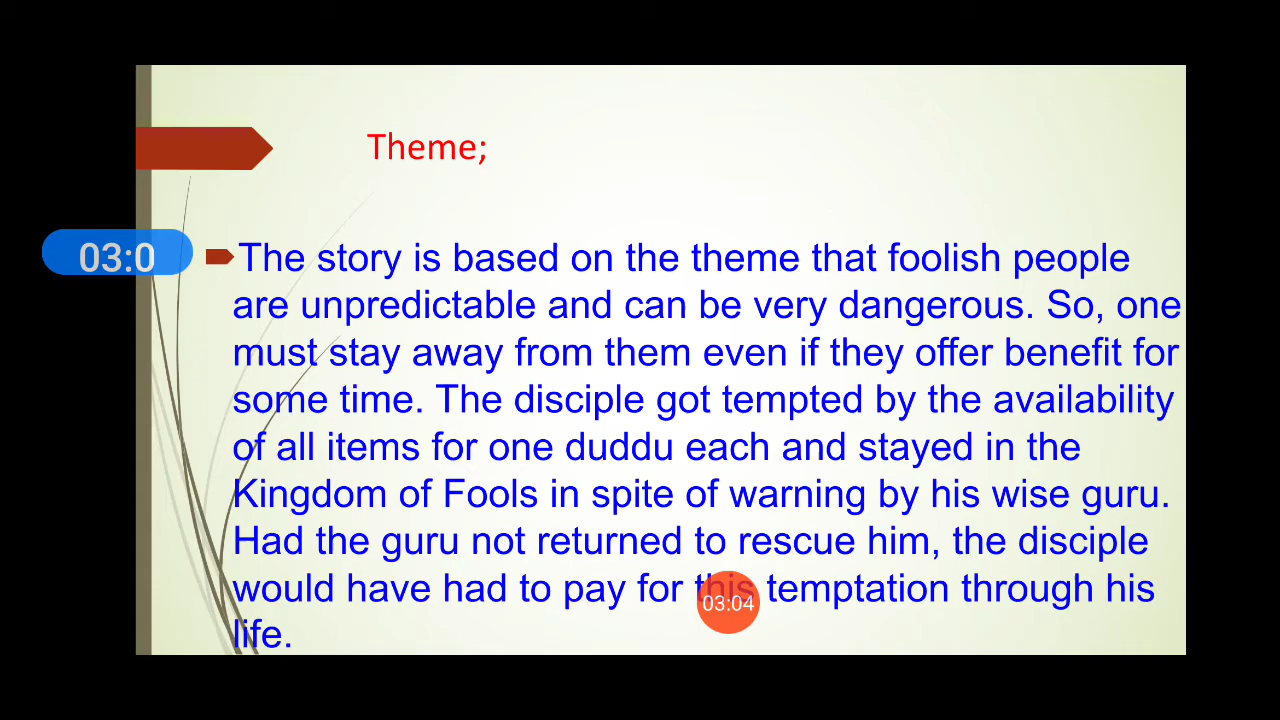 Theme;
03:0
The story is based on the theme that foolish people
are unpredictable and can be very dangerous. So, one
must stay away from them even if they offer benefit for
some time. The disciple got tempted by the availability
of all items for one duddu each and stayed in the
Kingdom of Fools in spite of warning by his wise guru.
Had the guru not returned to rescue him, the disciple
would have had to pay for this temptation through his
03:04
life.